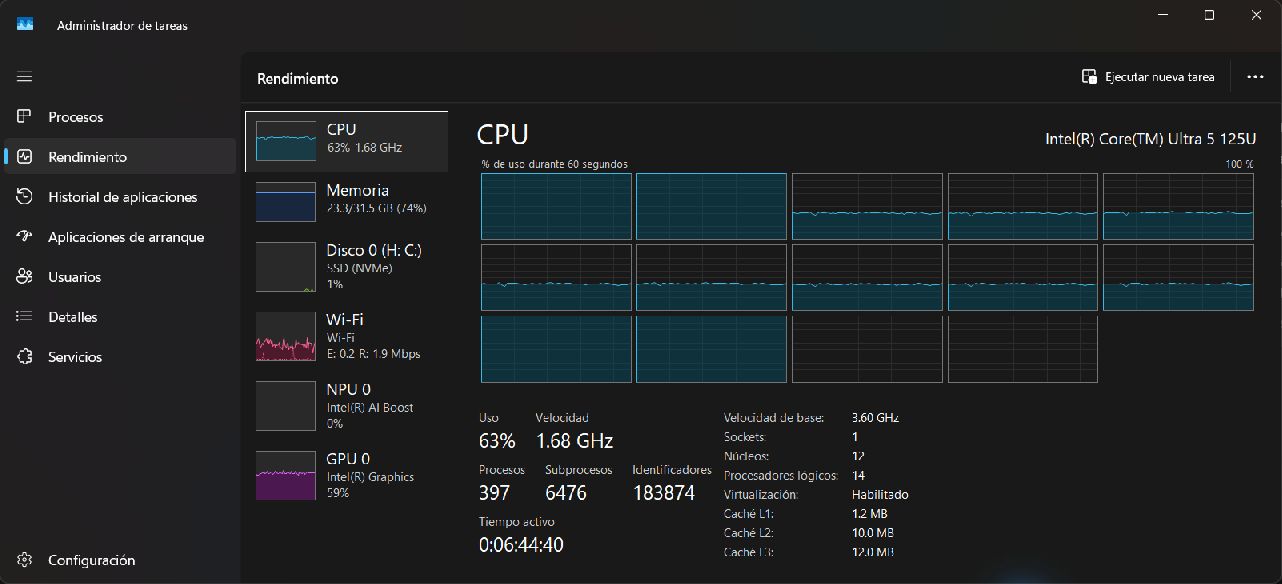 Administrador de tareas
Rendimiento
Ejecutar nueva tarea
Procesos
Rendimiento
Historial de aplicaciones
Aplicaciones de arranque
Usuarios
Detalles
Servicios
Configuración
CPU
63% 1.68 GHz
Memoria
23.3/31.5 GB (74%)
Disco 0 (H: C:)
SSD (NVMe)
1%
Wi-Fi
Wi-Fi
E: 0.2 R: 1.9 Mbps
NPU 0
Intel(R) AI Boost
0%
GPU 0
Intel(R) Graphics
59%
CPU
Intel(R) Core(TM) Ultra 5 125U
% de uso durante 60 segundos
100 %
Uso Velocidad
63% 1.68 GHz
Procesos Subprocesos Identificadores
397 6476 183874
Tiempo activo
0:06:44:40
Velocidad de base: 3.60 GHz
Sockets: 1
Núcleos: 12
Procesadores lógicos: 14
Virtualización: Habilitado
Caché L1: 1.2 MB
Caché L2: 10.0 MB
Caché L3: 12.0 MB